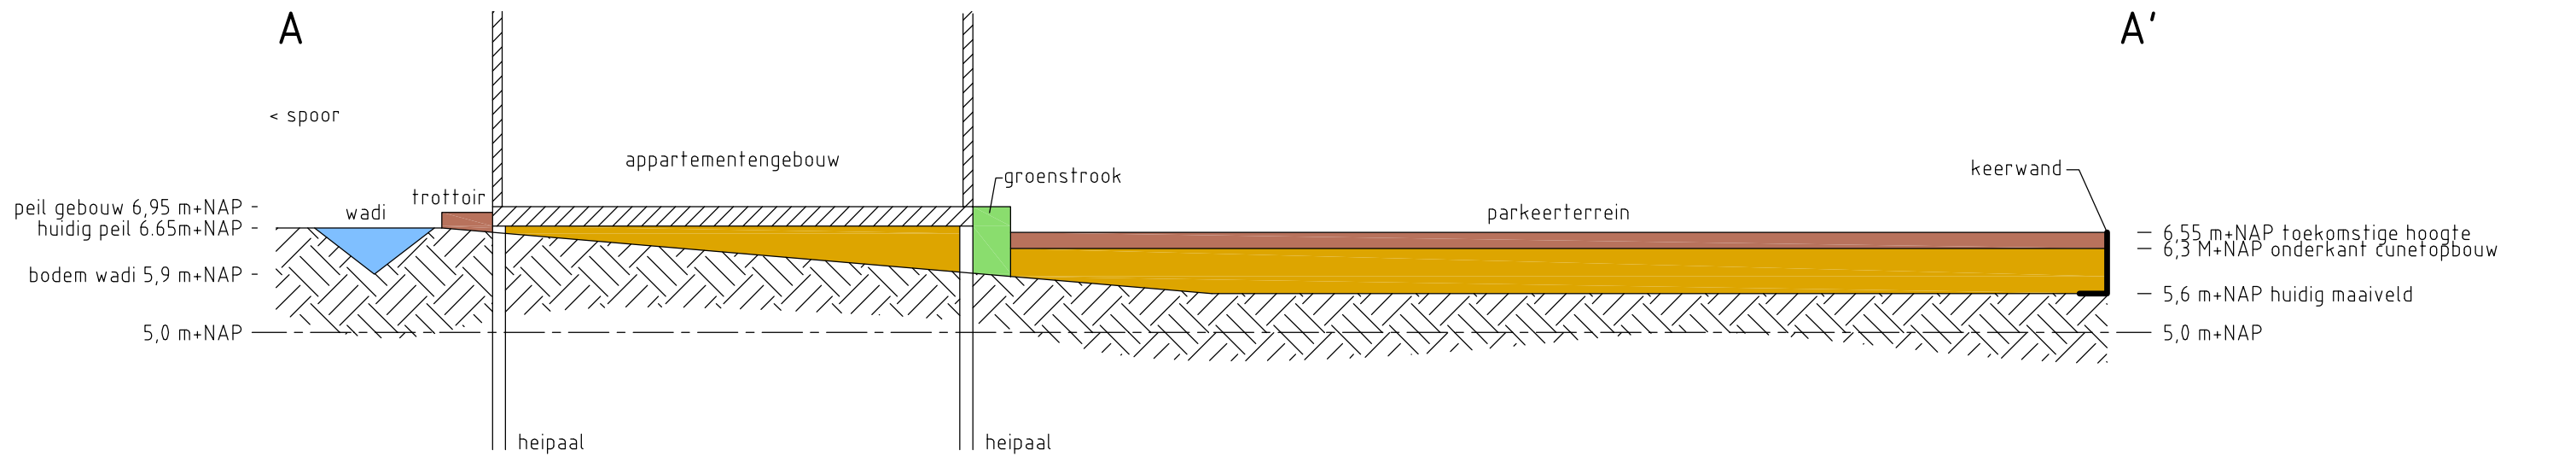 A
A'
< spoor
appartementengebouw
keerwand
groenstrook
trottoir
peil gebouw 6,95 m+NAP -
wadi
parkeerterrein
huidig peil 6.65m+NAP -
6,55 m+NAP toekomstige hoogte
6,3 M+NAP onderkant cunetopbouw
bodem wadi 5,9 m+NAP -
5,6 m+NAP huidig maaiveld
5,0 m+NAP
5,0 m+NAP
heipaal
heipaal